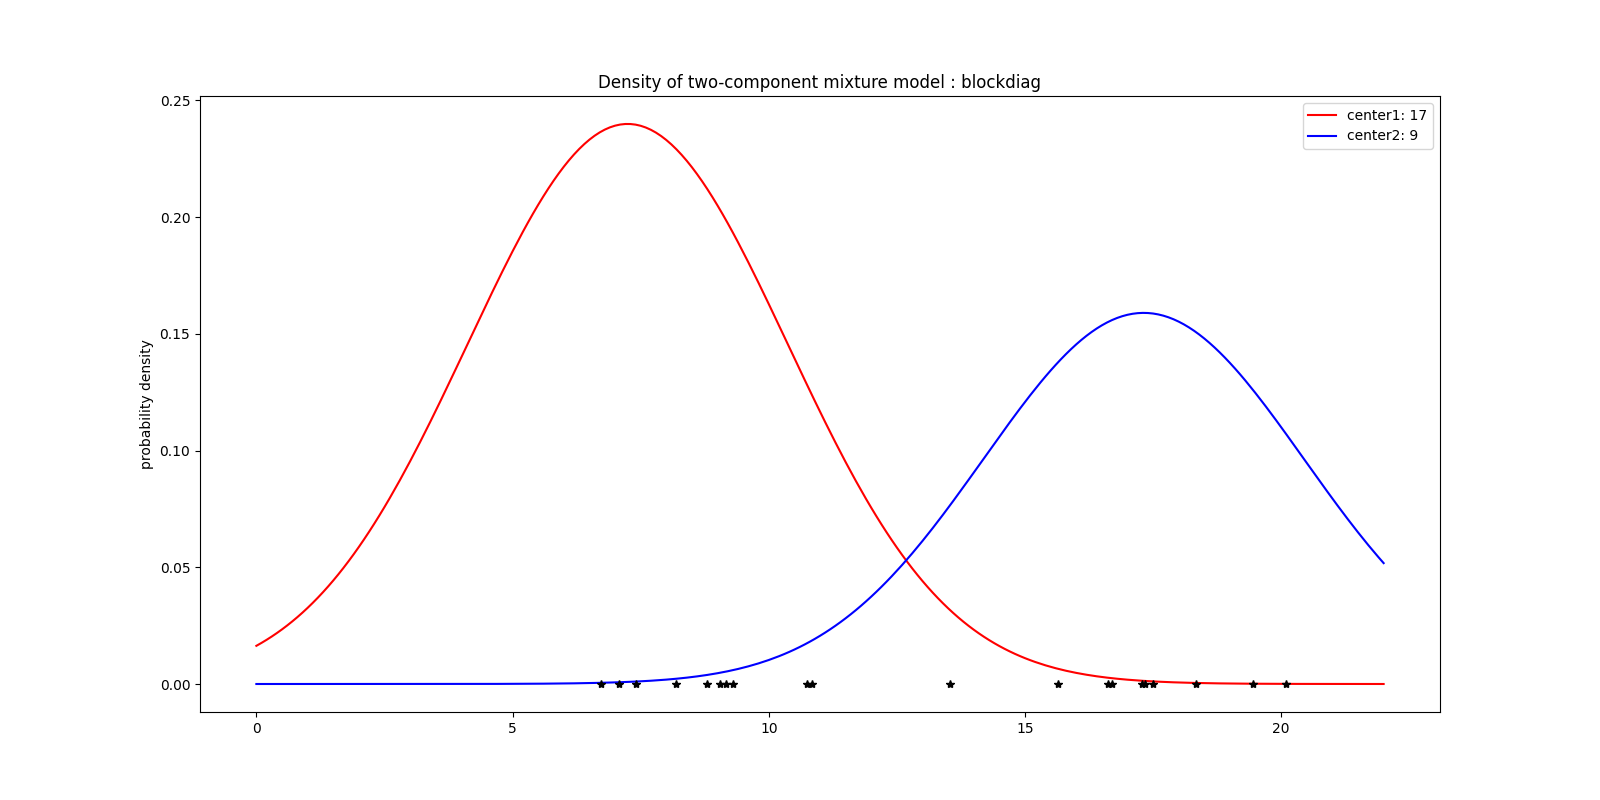 Density of two-component mixture model : blockdiag
center1: 17
center2: 9
probability density
0.25
0.20
0.15
0.10
0.05
0.00
0
5
10
15
20